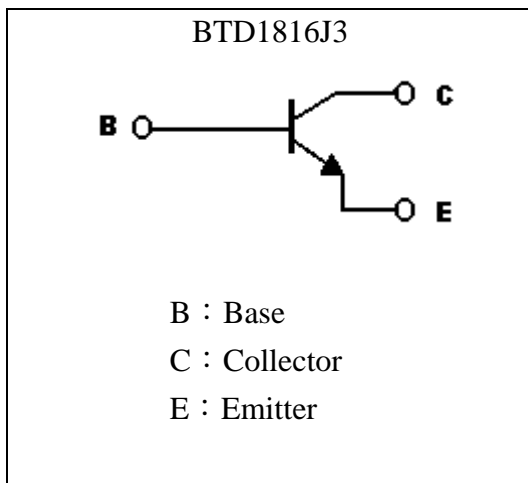 BTD1816J3
C
B
E
B：Base
C：Collector
E：Emitter